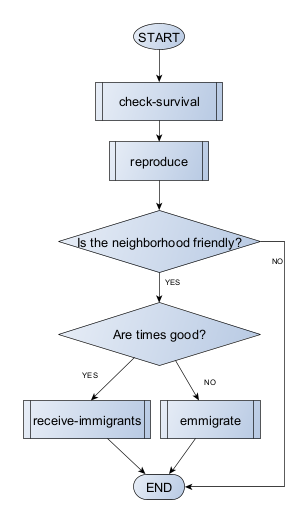 START
check-survival
reproduce
Is the neighborhood friendly?
NO
YES
Are times good?
YES
NO
receive-immigrants
emmigrate
END